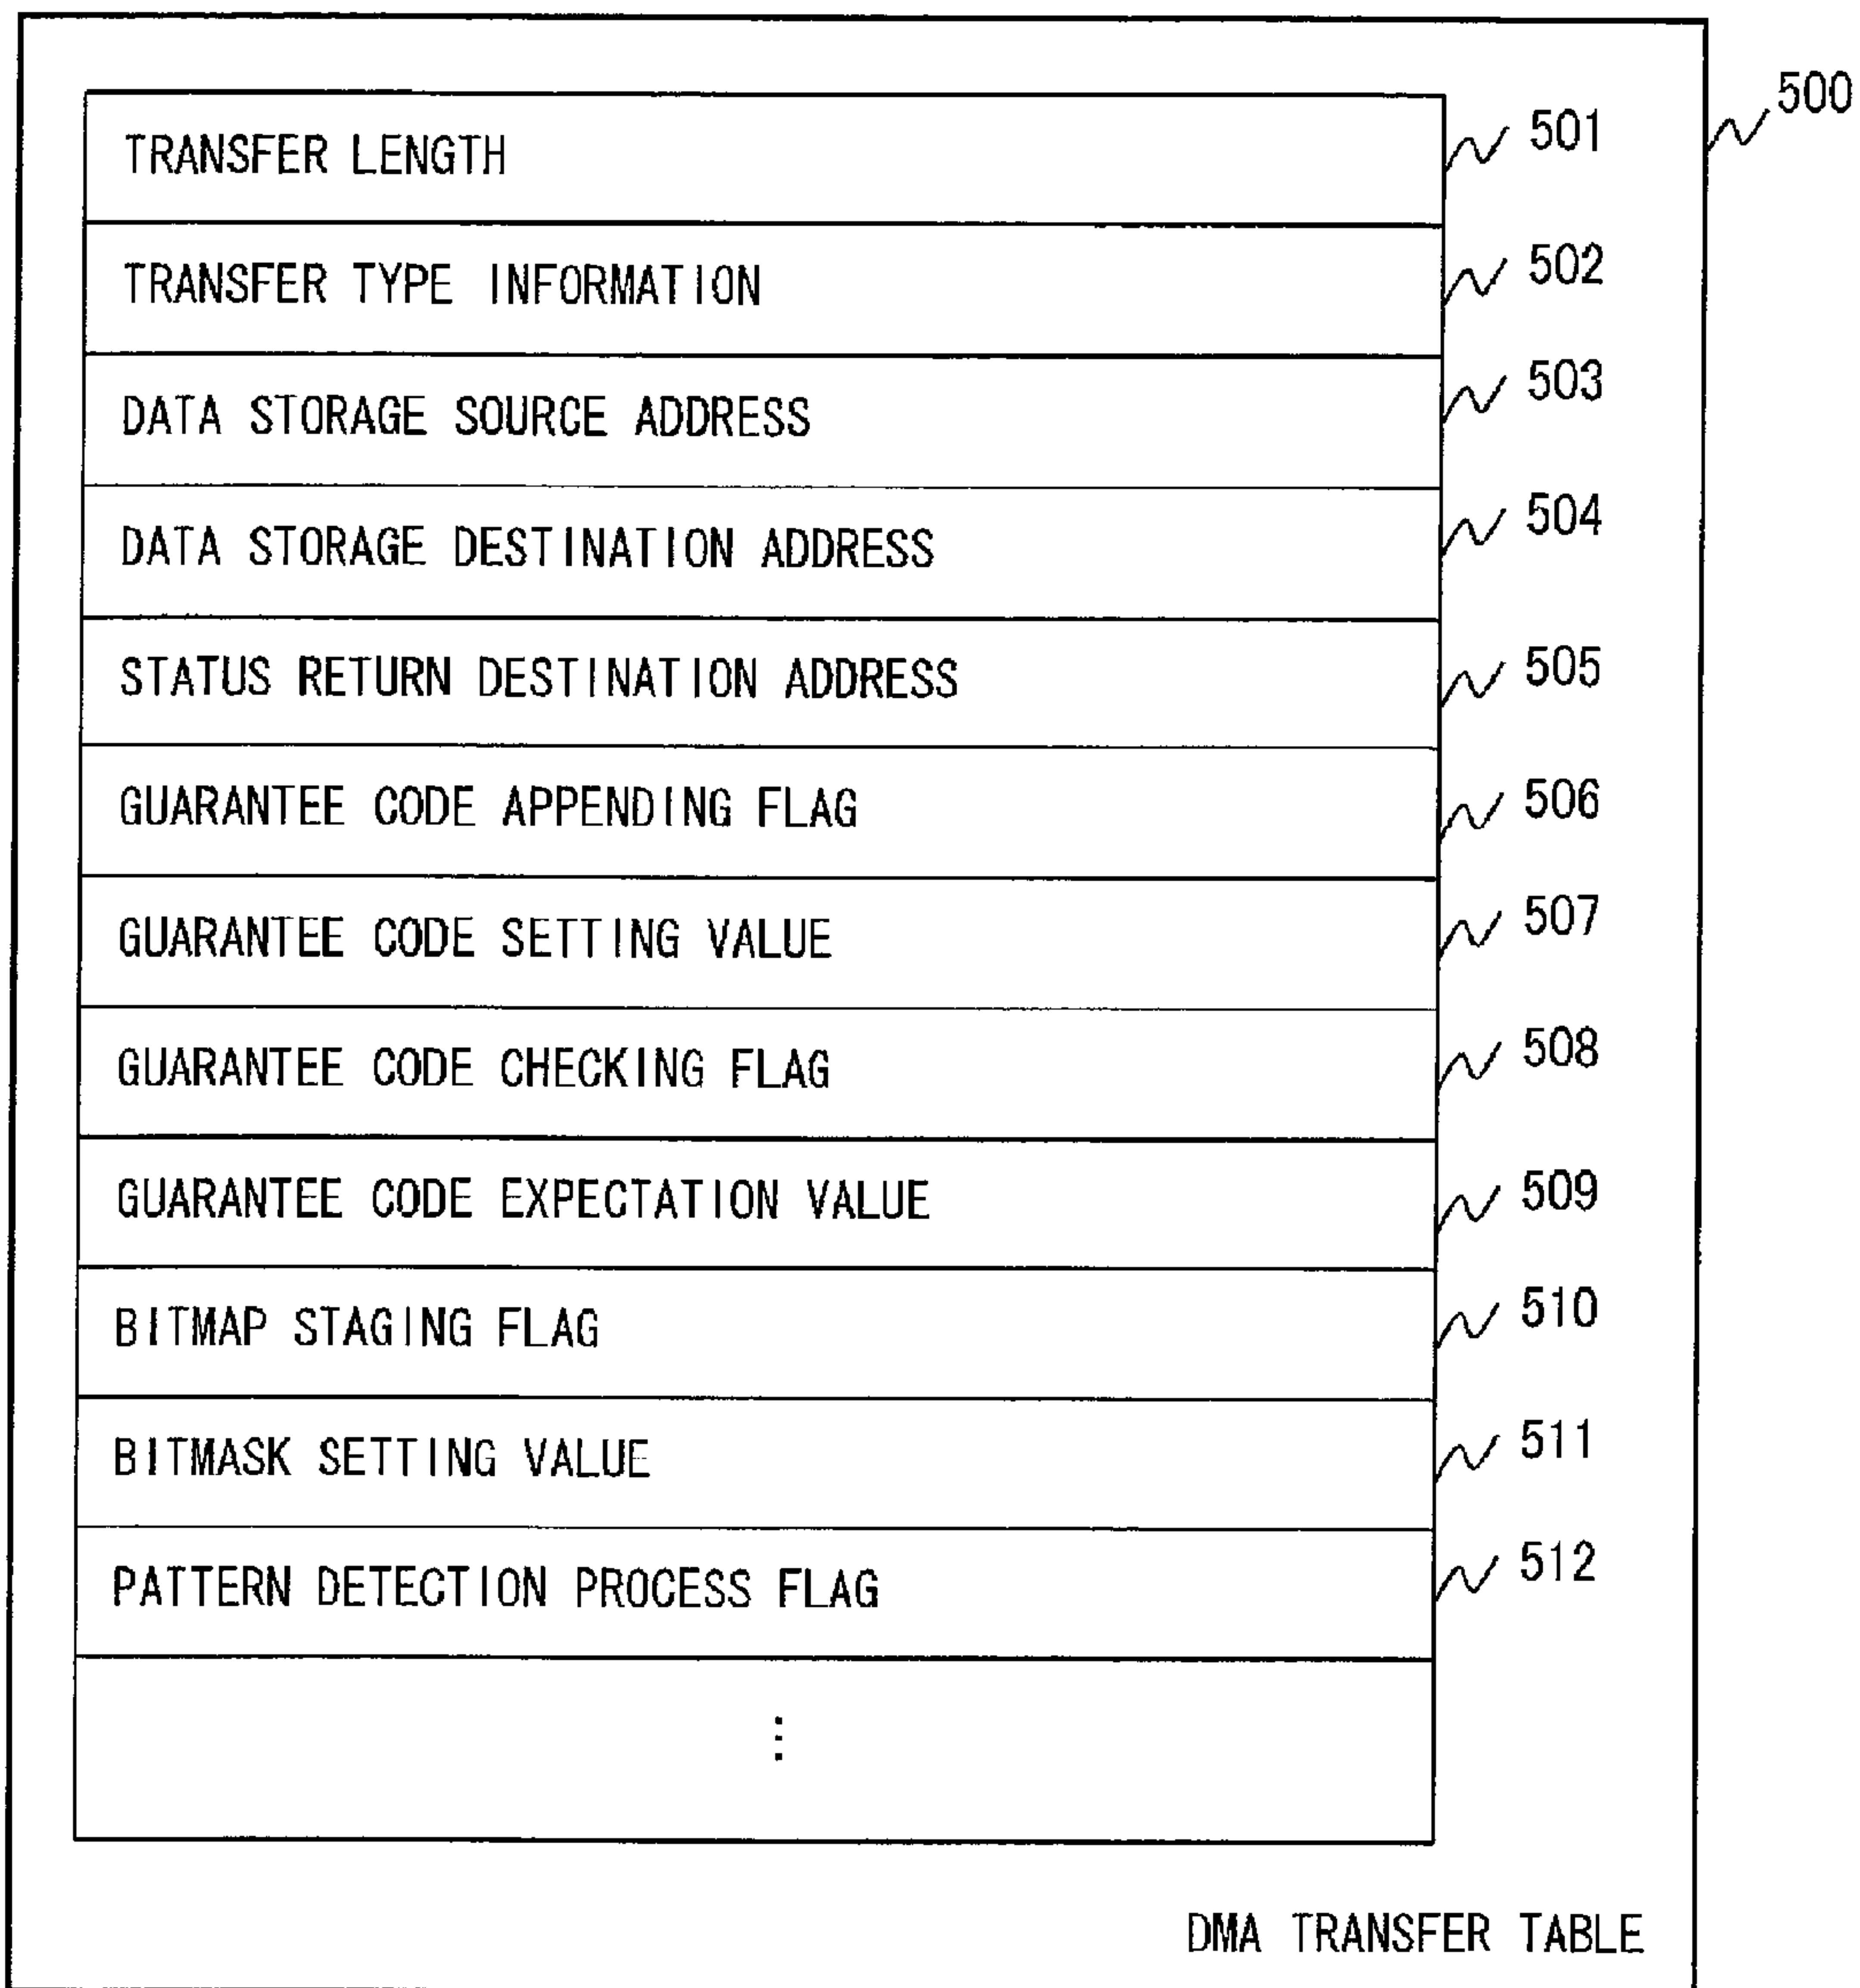 500
TRANSFER LENGTH 501
TRANSFER TYPE INFORMATION 502
DATA STORAGE SOURCE ADDRESS 503
DATA STORAGE DESTINATION ADDRESS 504
STATUS RETURN DESTINATION ADDRESS 505
GUARANTEE CODE APPENDING FLAG 506
GUARANTEE CODE SETTING VALUE 507
GUARANTEE CODE CHECKING FLAG 508
GUARANTEE CODE EXPECTATION VALUE 509
BITMAP STAGING FLAG 510
BITMASK SETTING VALUE 511
PATTERN DETECTION PROCESS FLAG 512
⋮
DMA TRANSFER TABLE